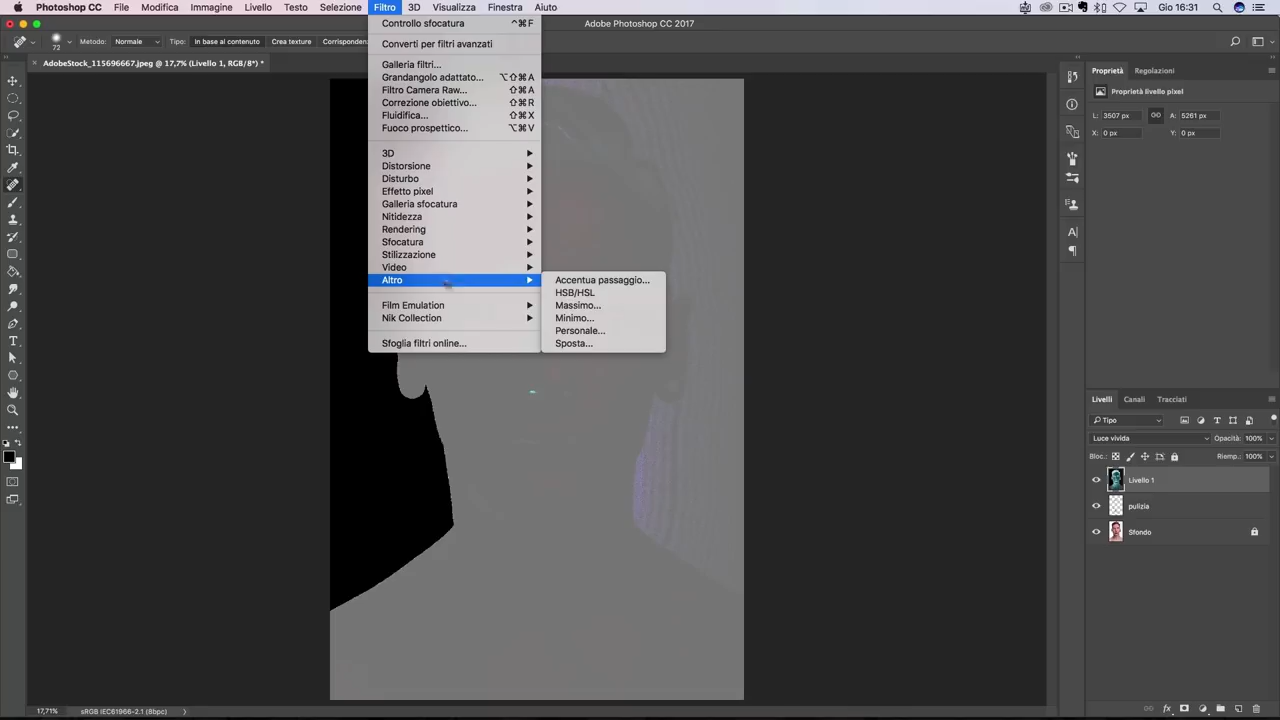 Photoshop CC File Modifica Immagine Livello Testo Selezione Filtro 3D Visualizza Finestra Aiuto Gio 16:31
Adobe Photoshop CC 2017
72 Metodo: Normale Tipo: In base al contenuto Crea texture Corrisponden
AdobeStock_115696667.jpeg @ 17,7% (Livello 1, RGB/8*) *
Controllo sfocatura ^⌘F
Converti per filtri avanzati
Galleria filtri...
Grandangolo adattato... ⌥⇧⌘A
Filtro Camera Raw... ⇧⌘A
Correzione obiettivo... ⇧⌘R
Fluidifica... ⇧⌘X
Fuoco prospettico... ⌥⌘V
3D
Distorsione
Disturbo
Effetto pixel
Galleria sfocatura
Nitidezza
Rendering
Sfocatura
Stilizzazione
Video
Altro
Film Emulation
Nik Collection
Sfoglia filtri online...
Accentua passaggio...
HSB/HSL
Massimo...
Minimo...
Personale...
Sposta...
Proprietà Regolazioni
Proprietà livello pixel
L: 3507 px A: 5261 px
X: 0 px Y: 0 px
Livelli Canali Tracciati
Tipo
Luce vivida Opacità: 100%
Bloc.: Riemp.: 100%
Livello 1
pulizia
Sfondo
17,71% sRGB IEC61966-2.1 (8bpc)